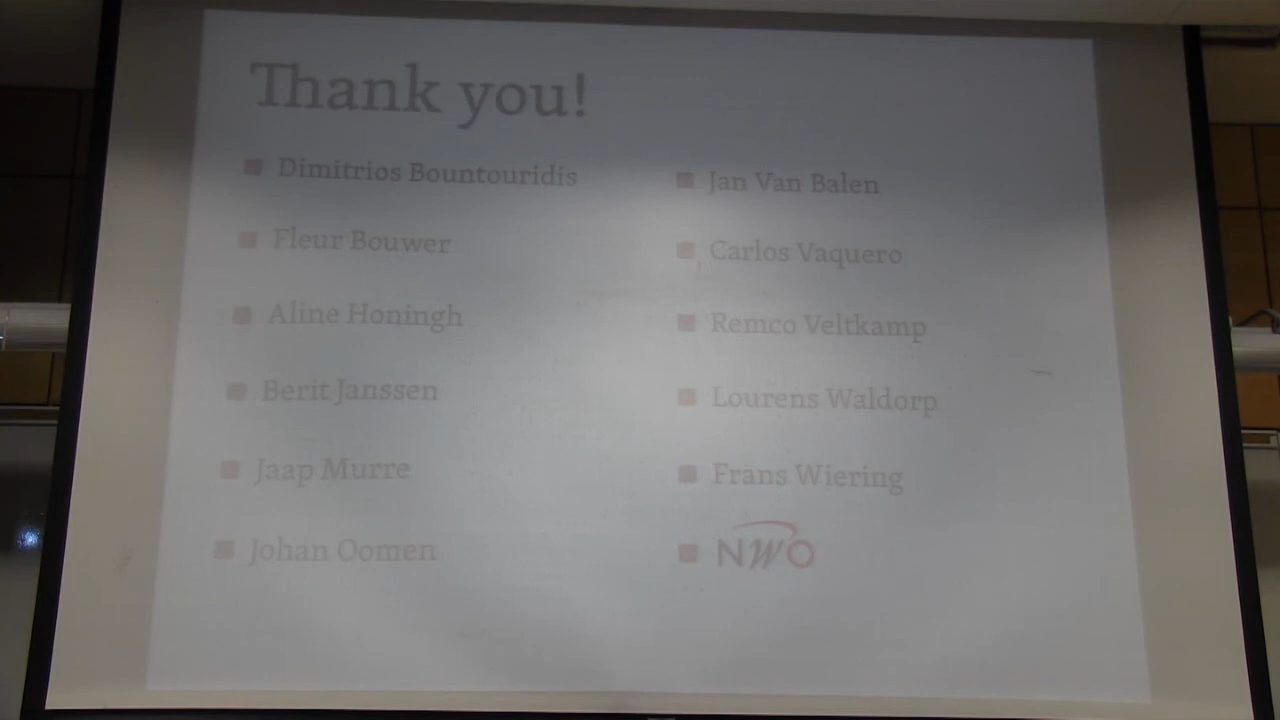 Thank you!
Dimitrios Bountouridis
Fleur Bouwer
Aline Honingh
Berit Janssen
Jaap Murre
Johan Oomen
Jan Van Balen
Carlos Vaquero
Remco Veltkamp
Lourens Waldorp
Frans Wiering
NWO